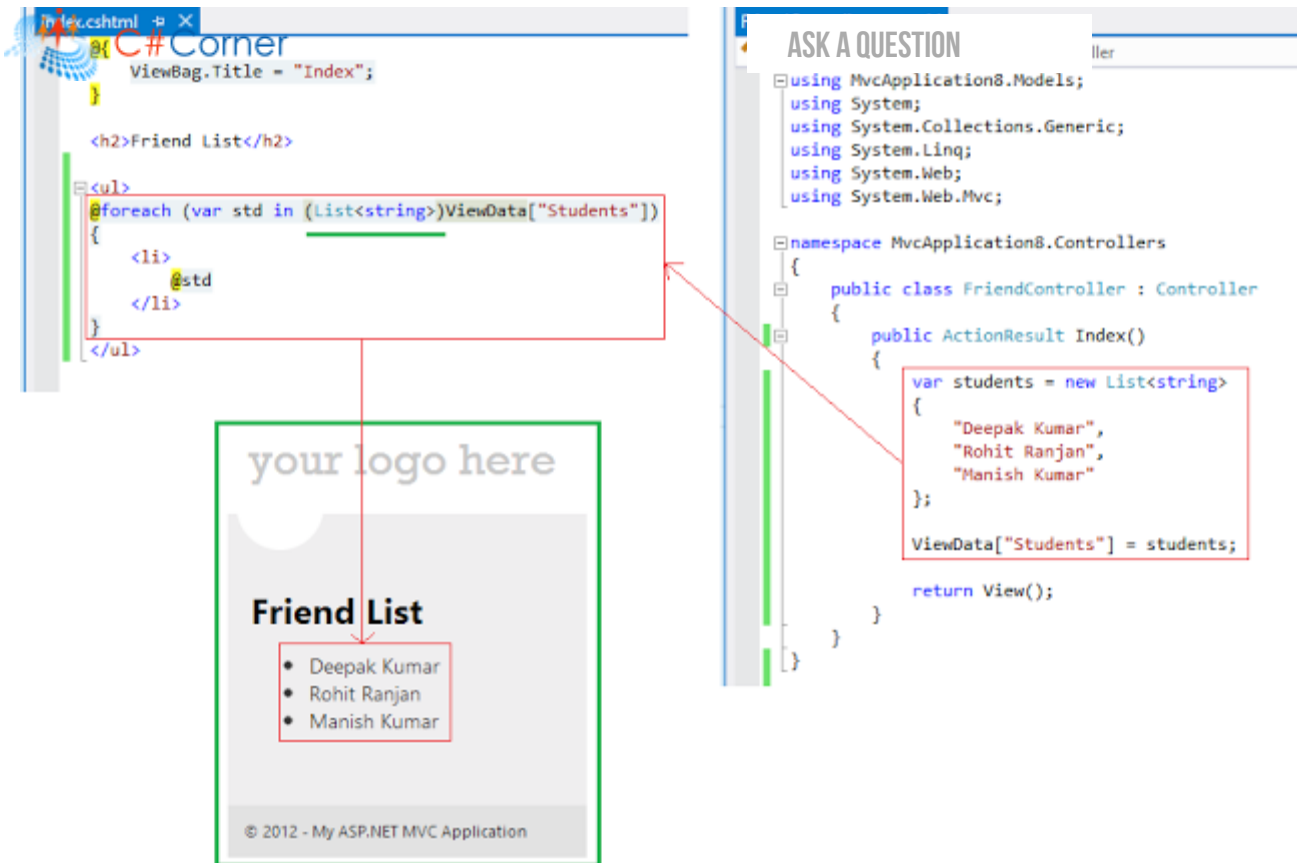 index.cshtml
C# Corner
@{
ViewBag.Title = "Index";
}
<h2>Friend List</h2>
<ul>
@foreach (var std in (List<string>)ViewData["Students"])
{
<li>
@std
</li>
}
</ul>
your logo here
Friend List
Deepak Kumar
Rohit Ranjan
Manish Kumar
© 2012 - My ASP.NET MVC Application
ASK A QUESTION
ller
using MvcApplication8.Models;
using System;
using System.Collections.Generic;
using System.Linq;
using System.Web;
using System.Web.Mvc;
namespace MvcApplication8.Controllers
{
public class FriendController : Controller
{
public ActionResult Index()
{
var students = new List<string>
{
"Deepak Kumar",
"Rohit Ranjan",
"Manish Kumar"
};
ViewData["Students"] = students;
return View();
}
}
}